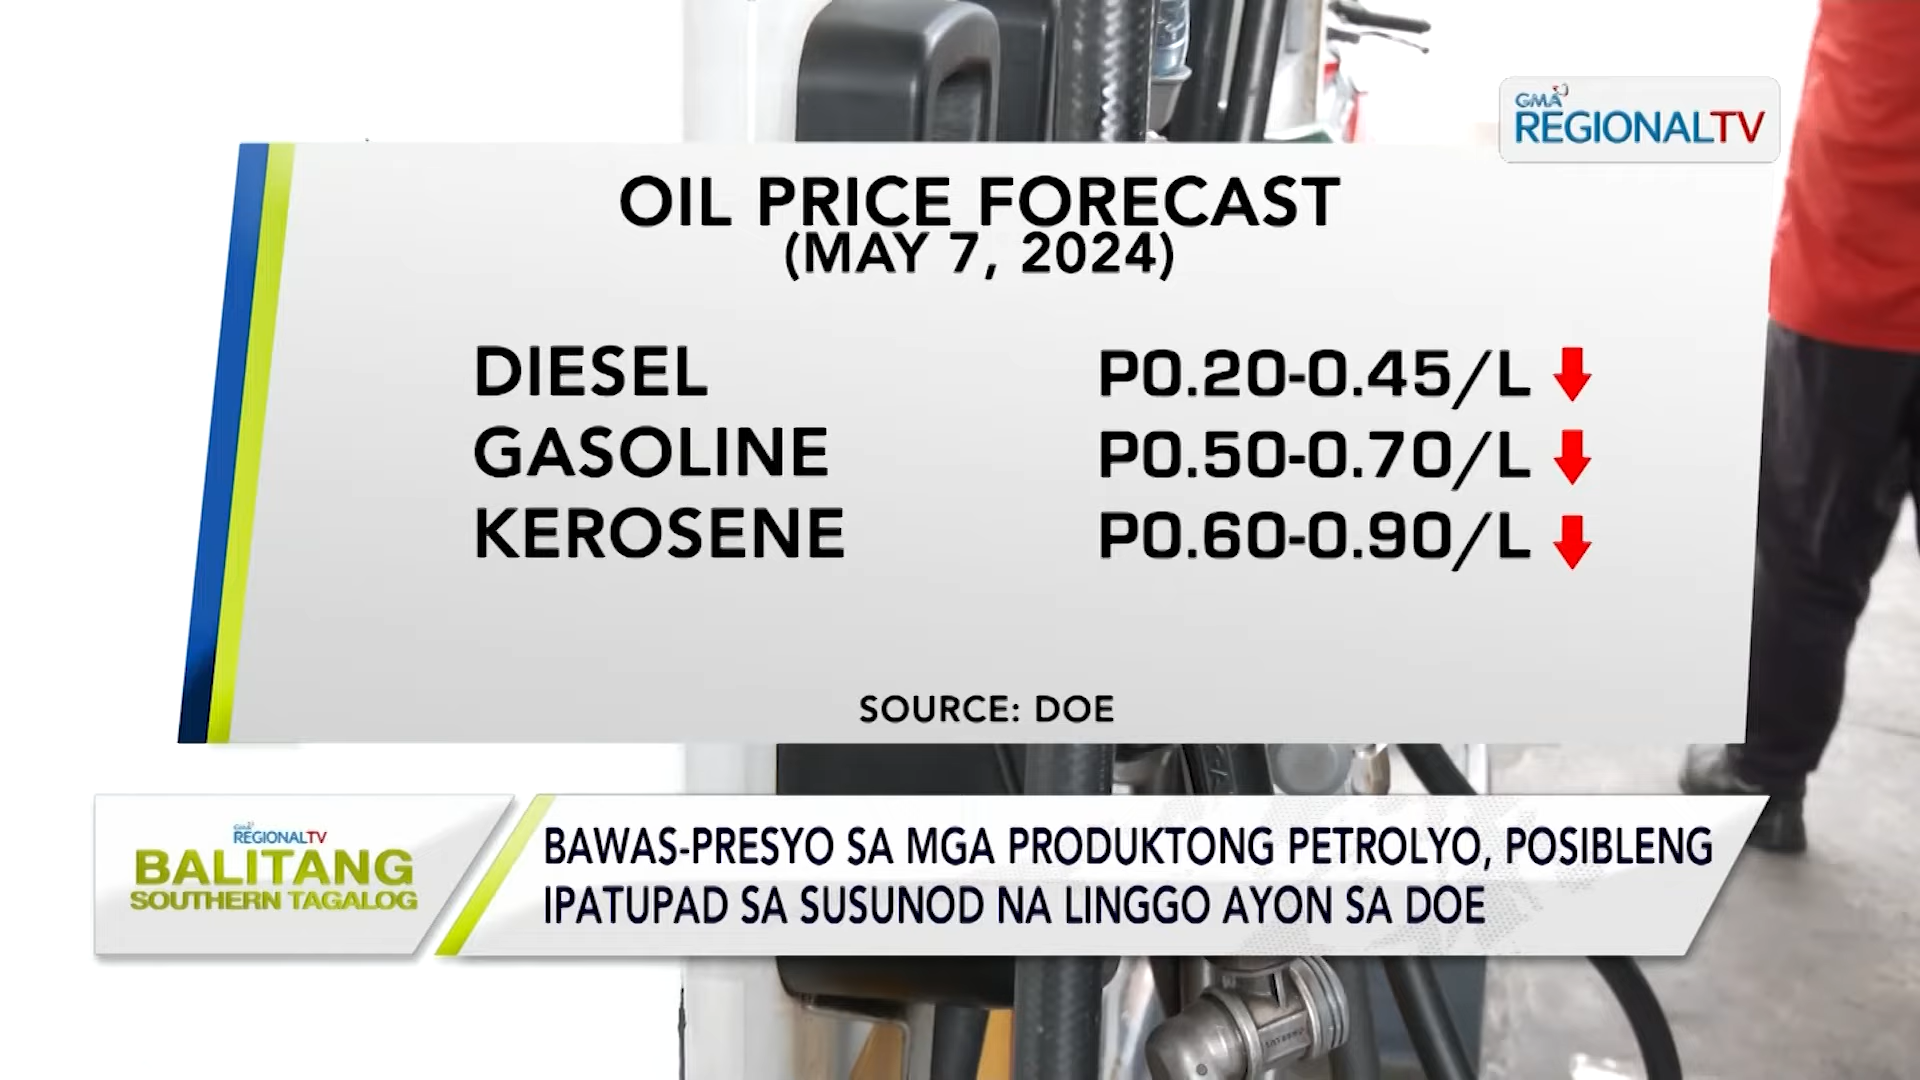 GMA
REGIONALTV
OIL PRICE FORECAST
(MAY 7, 2024)
DIESEL P0.20-0.45/L
GASOLINE P0.50-0.70/L
KEROSENE P0.60-0.90/L
SOURCE: DOE
GMA
REGIONALTV
BALITANG
SOUTHERN TAGALOG
BAWAS-PRESYO SA MGA PRODUKTONG PETROLYO, POSIBLENG
IPATUPAD SA SUSUNOD NA LINGGO AYON SA DOE